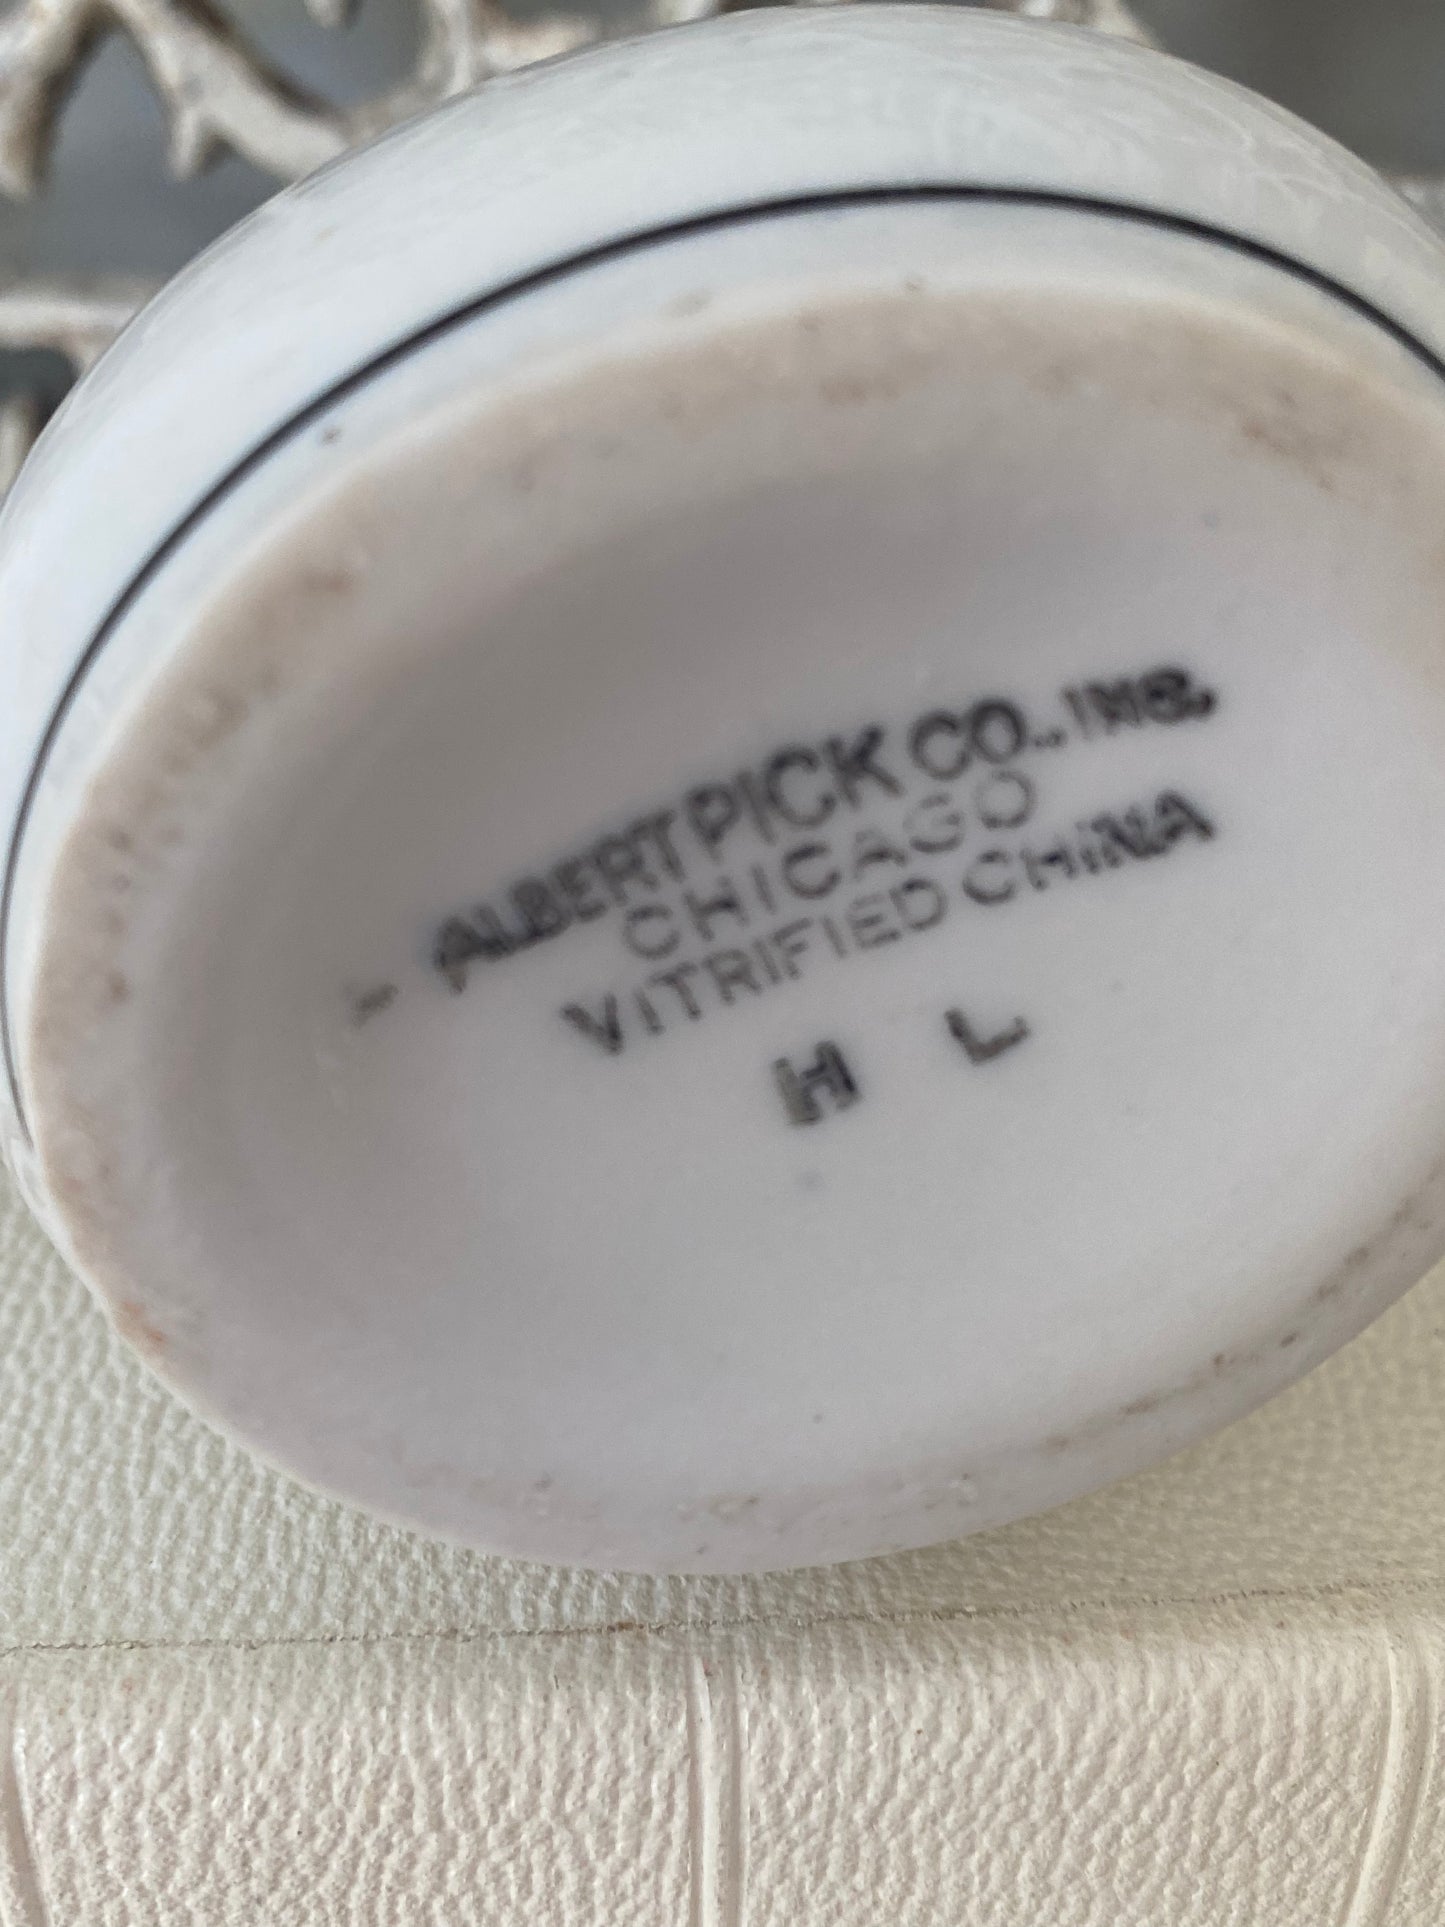 ALBERT PICK CO., INC.
CHICAGO
VITRIFIED CHINA
H L